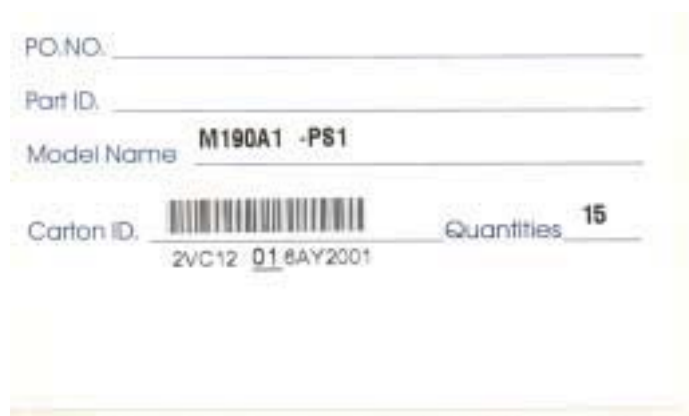 PO.NO.
Part ID.
Model Name M190A1 -PS1
Carton ID. Quantities 15
2VC12 01 6AY2001